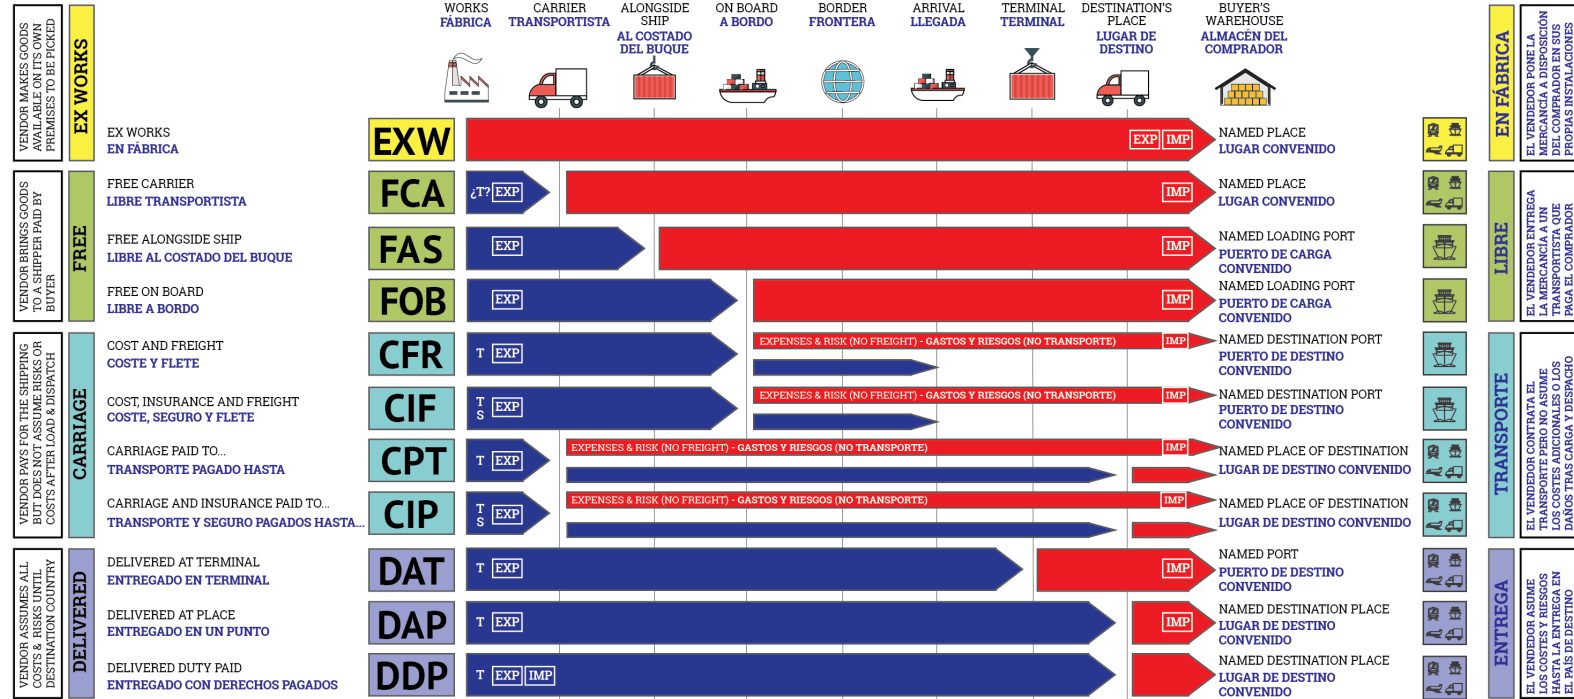 WORKS
FÁBRICA
CARRIER
TRANSPORTISTA
ALONGSIDE
SHIP
AL COSTADO
DEL BUQUE
ON BOARD
A BORDO
BORDER
FRONTERA
ARRIVAL
LLEGADA
TERMINAL
TERMINAL
DESTINATION'S
PLACE
LUGAR DE
DESTINO
BUYER'S
WAREHOUSE
ALMACÉN DEL
COMPRADOR
VENDOR MAKES GOODS
AVAILABLE ON ITS OWN
PREMISES TO BE PICKED
EX WORKS
EX WORKS
EN FÁBRICA
EXW
EXP IMP
NAMED PLACE
LUGAR CONVENIDO
EN FÁBRICA
EL VENDEDOR PONE LA
MERCANCÍA A DISPOSICIÓN
DEL COMPRADOR EN SUS
PROPIAS INSTALACIONES
VENDOR BRINGS GOODS
TO A SHIPPER PAID BY
BUYER
FREE
FREE CARRIER
LIBRE TRANSPORTISTA
FCA
¿T? EXP
IMP
NAMED PLACE
LUGAR CONVENIDO
FREE ALONGSIDE SHIP
LIBRE AL COSTADO DEL BUQUE
FAS
EXP
IMP
NAMED LOADING PORT
PUERTO DE CARGA
CONVENIDO
FREE ON BOARD
LIBRE A BORDO
FOB
EXP
IMP
NAMED LOADING PORT
PUERTO DE CARGA
CONVENIDO
LIBRE
EL VENDEDOR ENTREGA
LA MERCANCÍA A UN
TRANSPORTISTA QUE
PAGA EL COMPRADOR
VENDOR PAYS FOR THE SHIPPING
BUT DOES NOT ASSUME RISKS OR
COSTS AFTER LOAD & DISPATCH
CARRIAGE
COST AND FREIGHT
COSTE Y FLETE
CFR
T EXP
EXPENSES & RISK (NO FREIGHT) - GASTOS Y RIESGOS (NO TRANSPORTE)
IMP
NAMED DESTINATION PORT
PUERTO DE DESTINO
CONVENIDO
COST, INSURANCE AND FREIGHT
COSTE, SEGURO Y FLETE
CIF
T
S
EXP
EXPENSES & RISK (NO FREIGHT) - GASTOS Y RIESGOS (NO TRANSPORTE)
IMP
NAMED DESTINATION PORT
PUERTO DE DESTINO
CONVENIDO
CARRIAGE PAID TO...
TRANSPORTE PAGADO HASTA
CPT
T EXP
EXPENSES & RISK (NO FREIGHT) - GASTOS Y RIESGOS (NO TRANSPORTE)
IMP
NAMED PLACE OF DESTINATION
LUGAR DE DESTINO CONVENIDO
CARRIAGE AND INSURANCE PAID TO...
TRANSPORTE Y SEGURO PAGADOS HASTA...
CIP
T
S
EXP
EXPENSES & RISK (NO FREIGHT) - GASTOS Y RIESGOS (NO TRANSPORTE)
IMP
NAMED PLACE OF DESTINATION
LUGAR DE DESTINO CONVENIDO
TRANSPORTE
EL VENDEDOR CONTRATA EL
TRANSPORTE PERO NO ASUME
LOS COSTES ADICIONALES O LOS
DAÑOS TRAS CARGA Y DESPACHO
VENDOR ASSUMES ALL
COSTS & RISKS UNTIL
DESTINATION COUNTRY
DELIVERED
DELIVERED AT TERMINAL
ENTREGADO EN TERMINAL
DAT
T EXP
IMP
NAMED PORT
PUERTO DE DESTINO
CONVENIDO
DELIVERED AT PLACE
ENTREGADO EN UN PUNTO
DAP
T EXP
IMP
NAMED DESTINATION PLACE
LUGAR DE DESTINO
CONVENIDO
DELIVERED DUTY PAID
ENTREGADO CON DERECHOS PAGADOS
DDP
T EXP IMP
NAMED DESTINATION PLACE
LUGAR DE DESTINO
CONVENIDO
ENTREGA
EL VENDEDOR ASUME
LOS COSTES Y RIESGOS
HASTA LA ENTREGA EN
EL PAÍS DE DESTINO